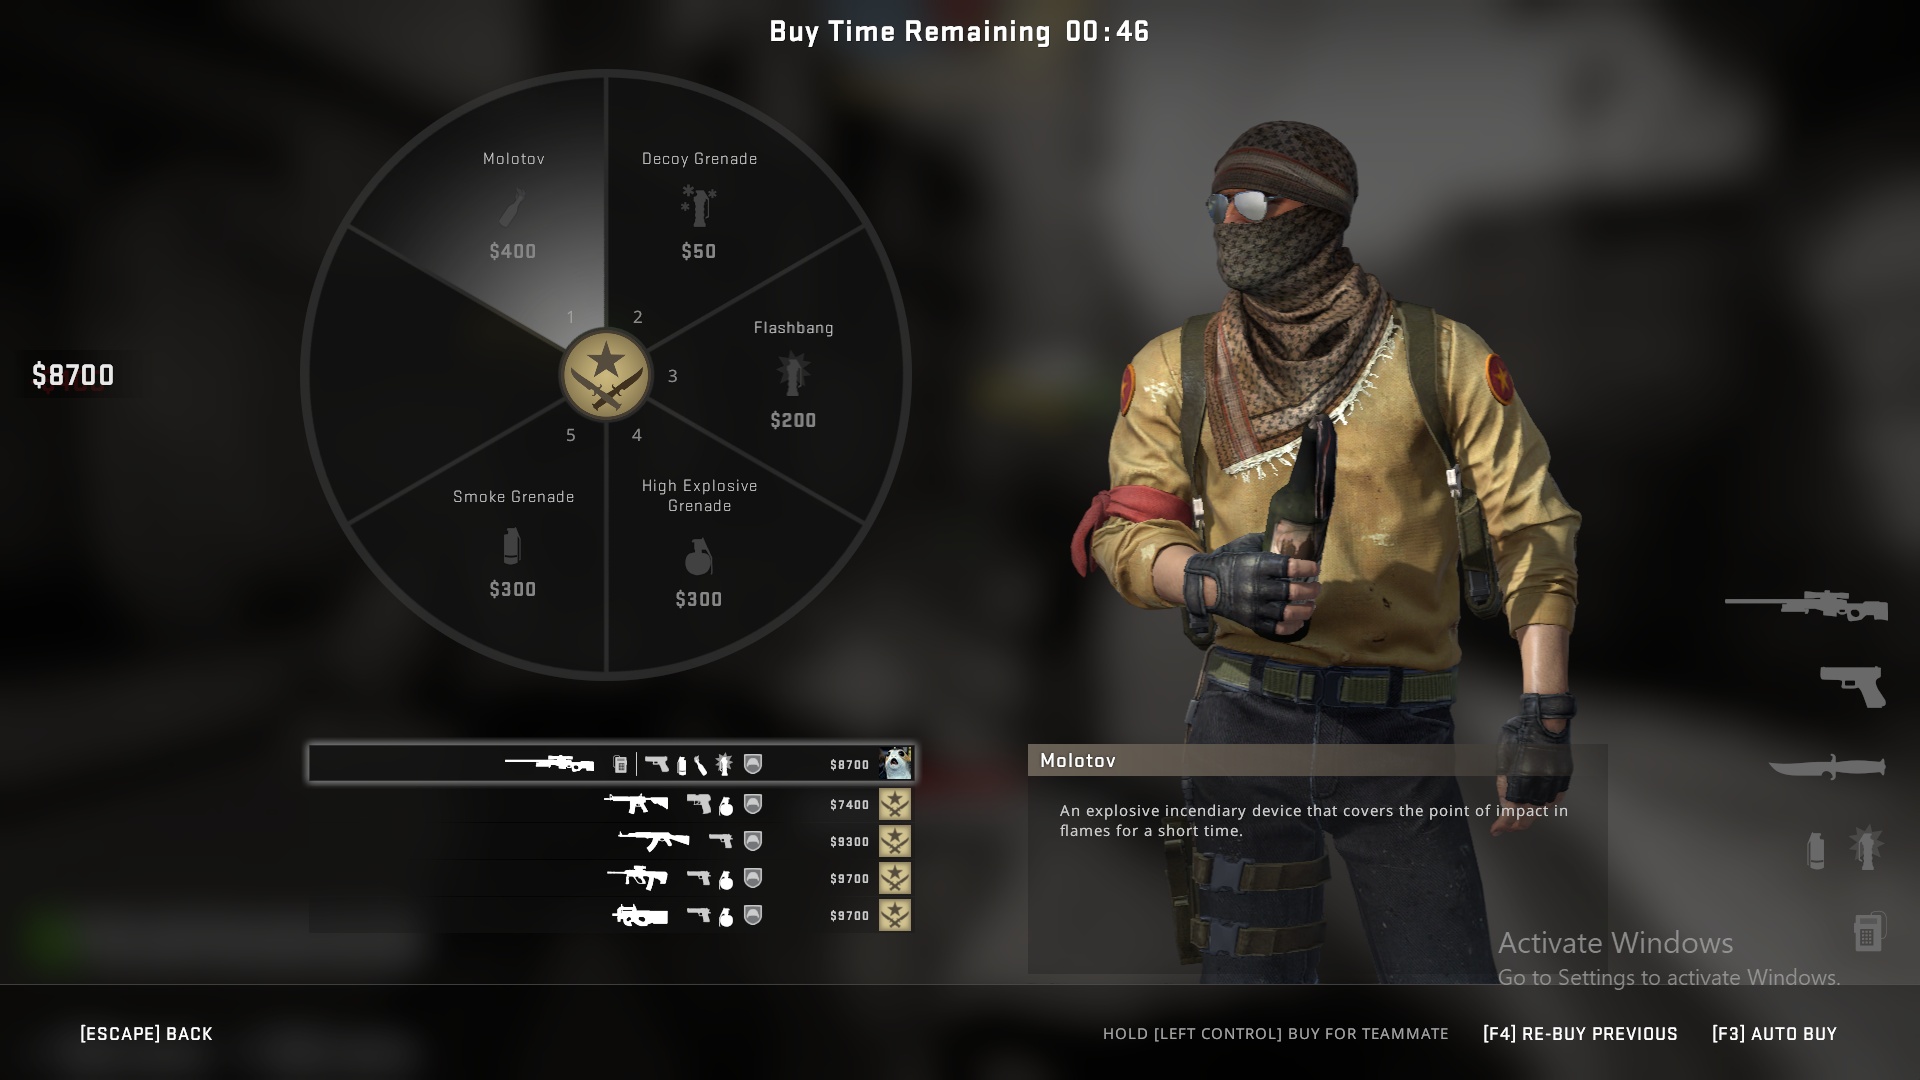 Buy Time Remaining 00:46
Molotov
$400
Decoy Grenade
$50
1
2
Flashbang
$200
$8700
3
5
4
Smoke Grenade
$300
High Explosive
Grenade
$300
$8700
$7400
$9300
$9700
$9700
Molotov
An explosive incendiary device that covers the point of impact in
flames for a short time.
Activate Windows
Go to Settings to activate Windows.
[ESCAPE] BACK
HOLD [LEFT CONTROL] BUY FOR TEAMMATE
[F4] RE-BUY PREVIOUS
[F3] AUTO BUY